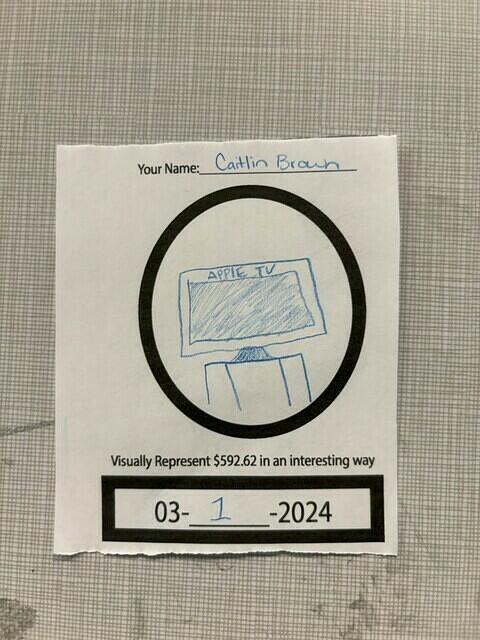 Your Name: Caitlin Brown
APPLE TV
Visually Represent $592.62 in an interesting way
03- 1 -2024